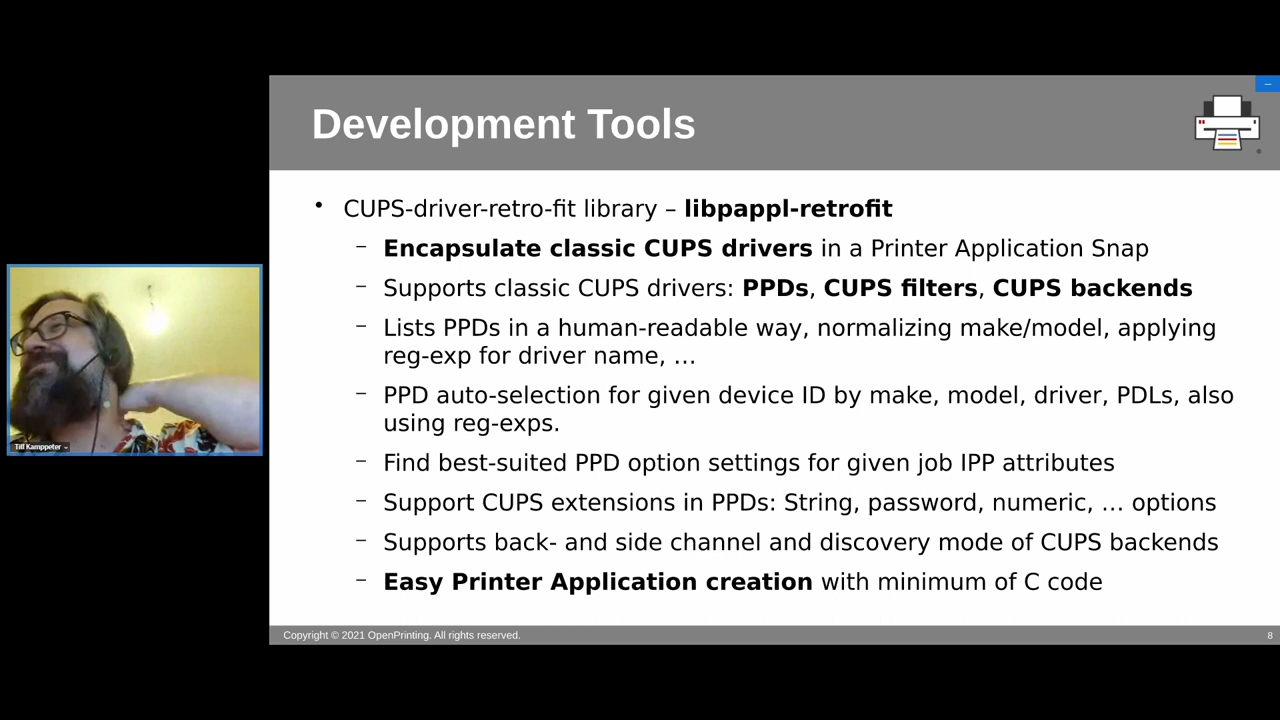 Development Tools
• CUPS-driver-retro-fit library – libpappl-retrofit
– Encapsulate classic CUPS drivers in a Printer Application Snap
– Supports classic CUPS drivers: PPDs, CUPS filters, CUPS backends
– Lists PPDs in a human-readable way, normalizing make/model, applying
reg-exp for driver name, …
– PPD auto-selection for given device ID by make, model, driver, PDLs, also
using reg-exps.
– Find best-suited PPD option settings for given job IPP attributes
– Support CUPS extensions in PPDs: String, password, numeric, … options
– Supports back- and side channel and discovery mode of CUPS backends
– Easy Printer Application creation with minimum of C code
Till Kamppeter
Copyright © 2021 OpenPrinting. All rights reserved.
8